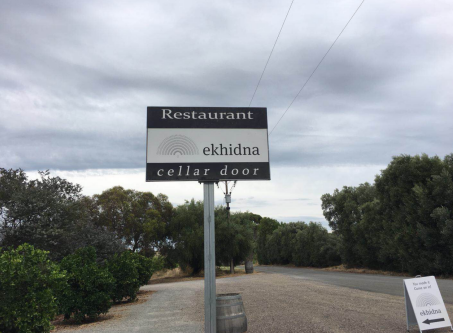 Restaurant
ekhidna
cellar door
ekhidna